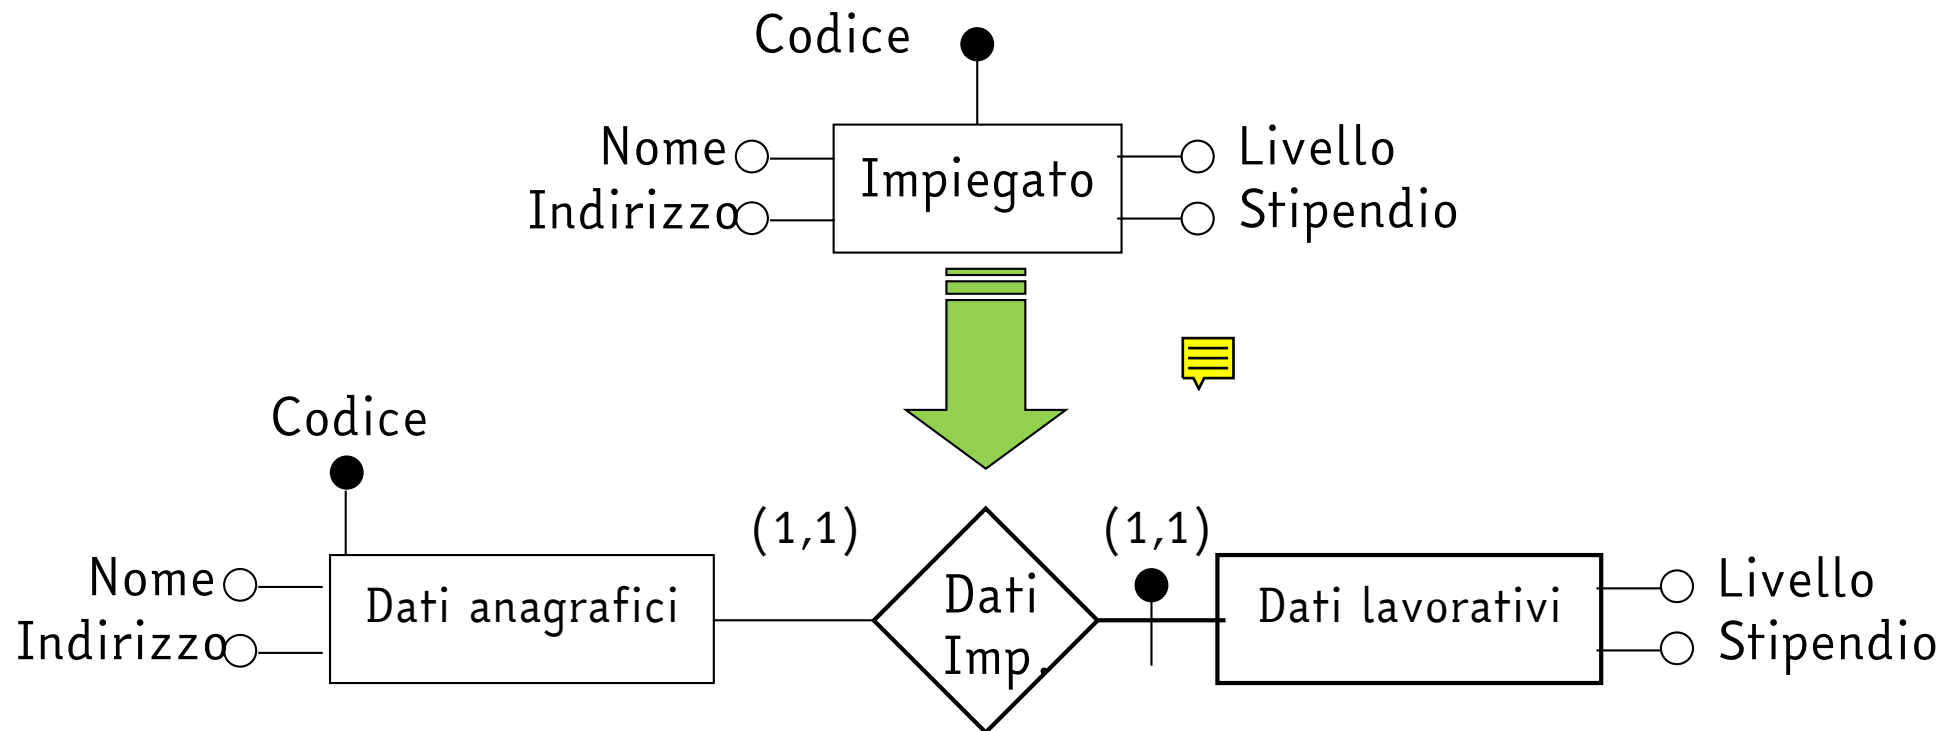 Codice
Nome
Indirizzo
Impiegato
Livello
Stipendio
Codice
Nome
Indirizzo
Dati anagrafici
(1,1)
Dati
Imp.
(1,1)
Dati lavorativi
Livello
Stipendio